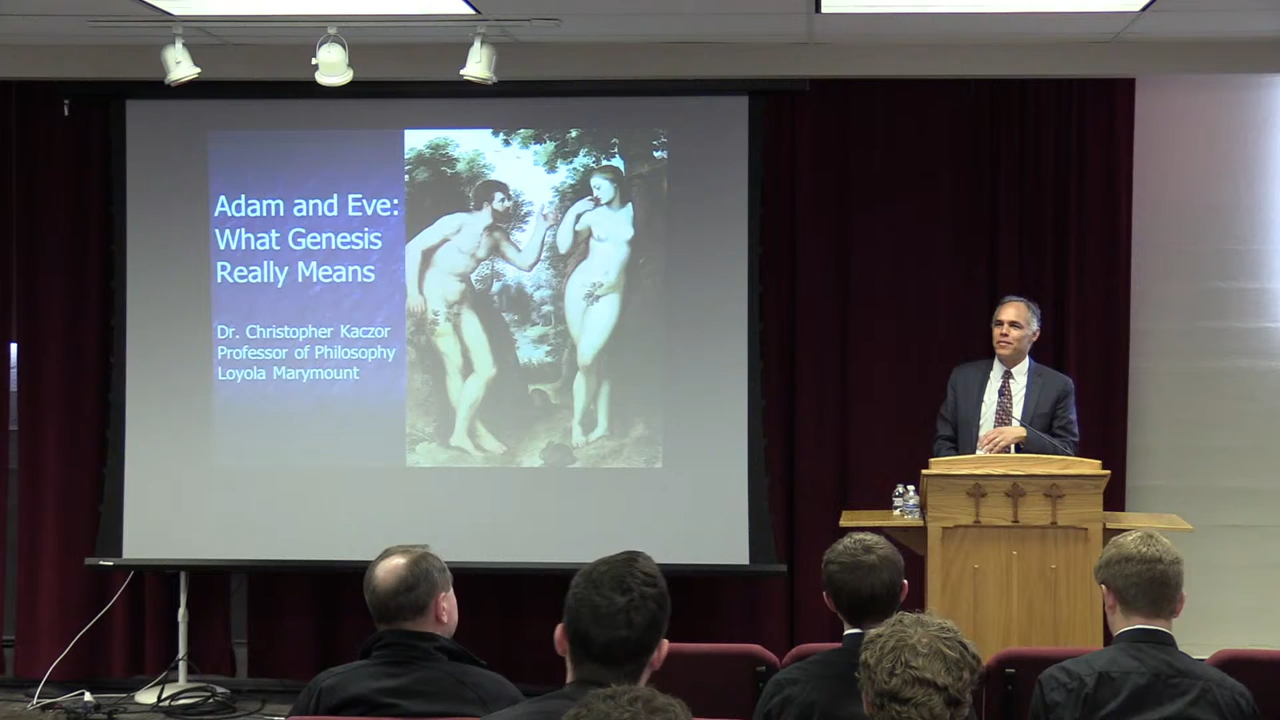 Adam and Eve:
What Genesis
Really Means
Dr. Christopher Kaczor
Professor of Philosophy
Loyola Marymount